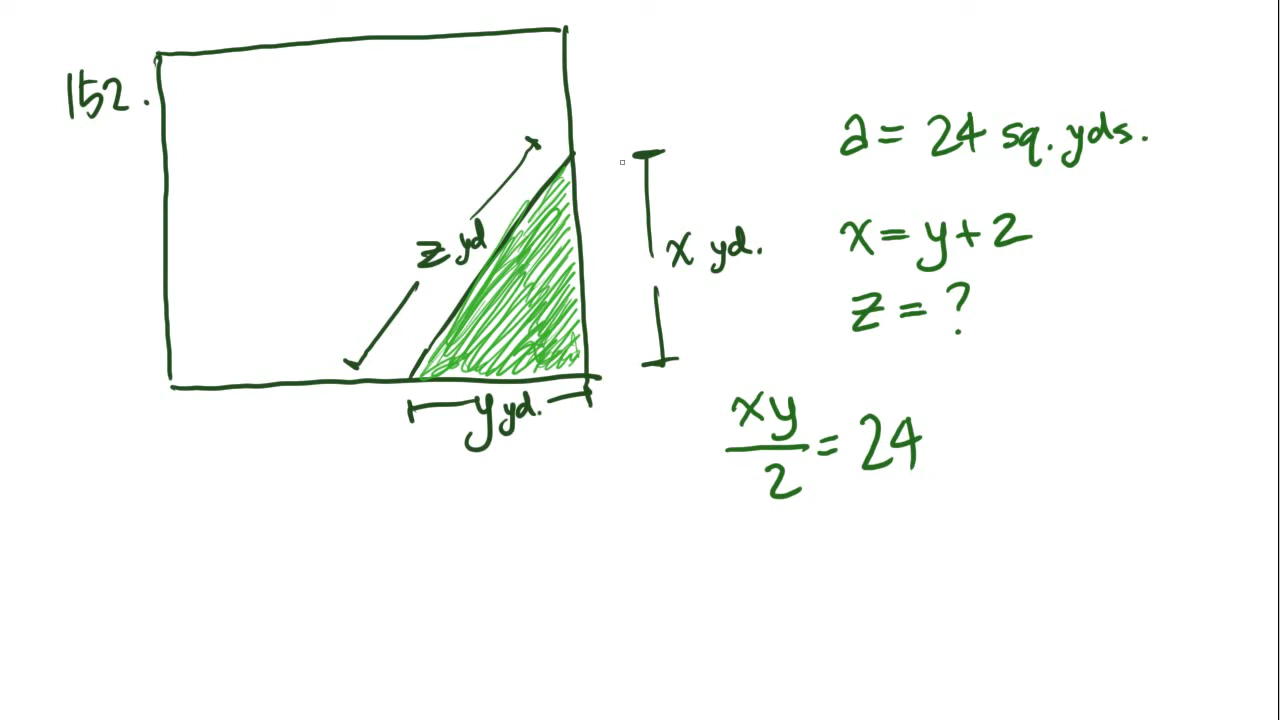 152.
z yd
x yd.
y yd.
a = 24 sq. yds.
x = y + 2
z = ?
xy
2
= 24